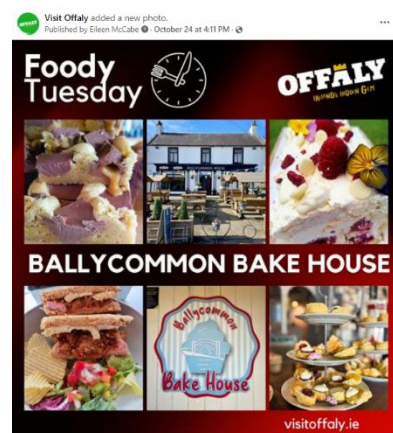 Visit Offaly added a new photo.
Published by Eileen McCabe · October 24 at 4:11 PM ·
Foody
Tuesday
OFFALY
BALLYCOMMON BAKE HOUSE
Ballycommon
Bake House
visitoffaly.ie